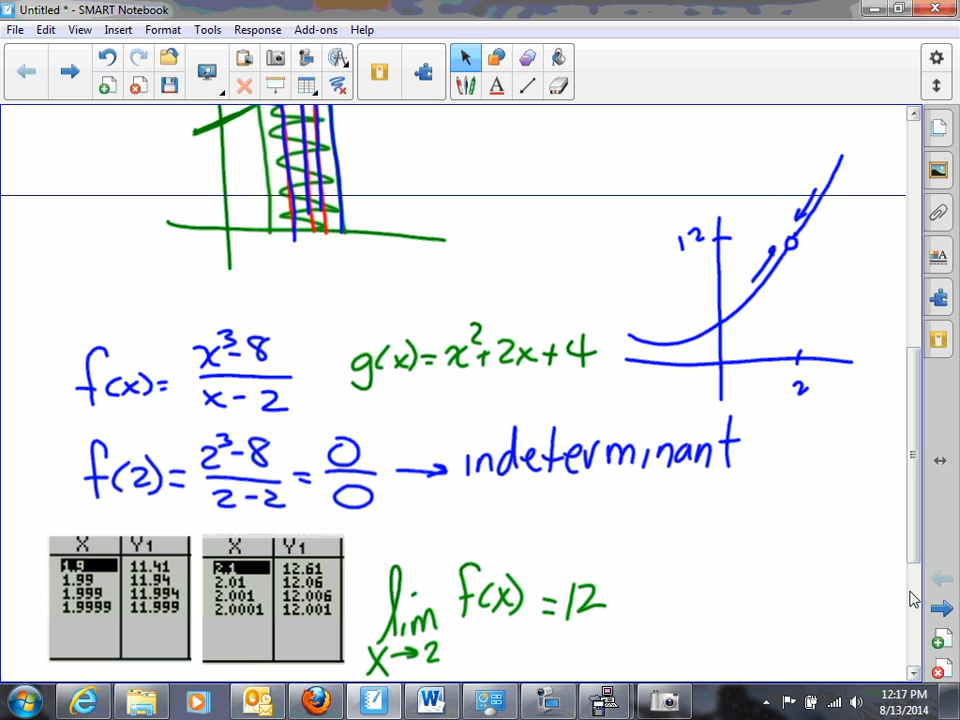 Untitled * - SMART Notebook
File Edit View Insert Format Tools Response Add-ons Help
12
2
f(x)= x³-8 / x-2
g(x)=x²+2x+4
f(2)= 2³-8 / 2-2 = 0/0 → indeterminant
X Y1
1.9 11.41
1.99 11.94
1.999 11.994
1.9999 11.999
X Y1
2.1 12.61
2.01 12.06
2.001 12.006
2.0001 12.001
lim x→2 f(x) = 12
12:17 PM
8/13/2014